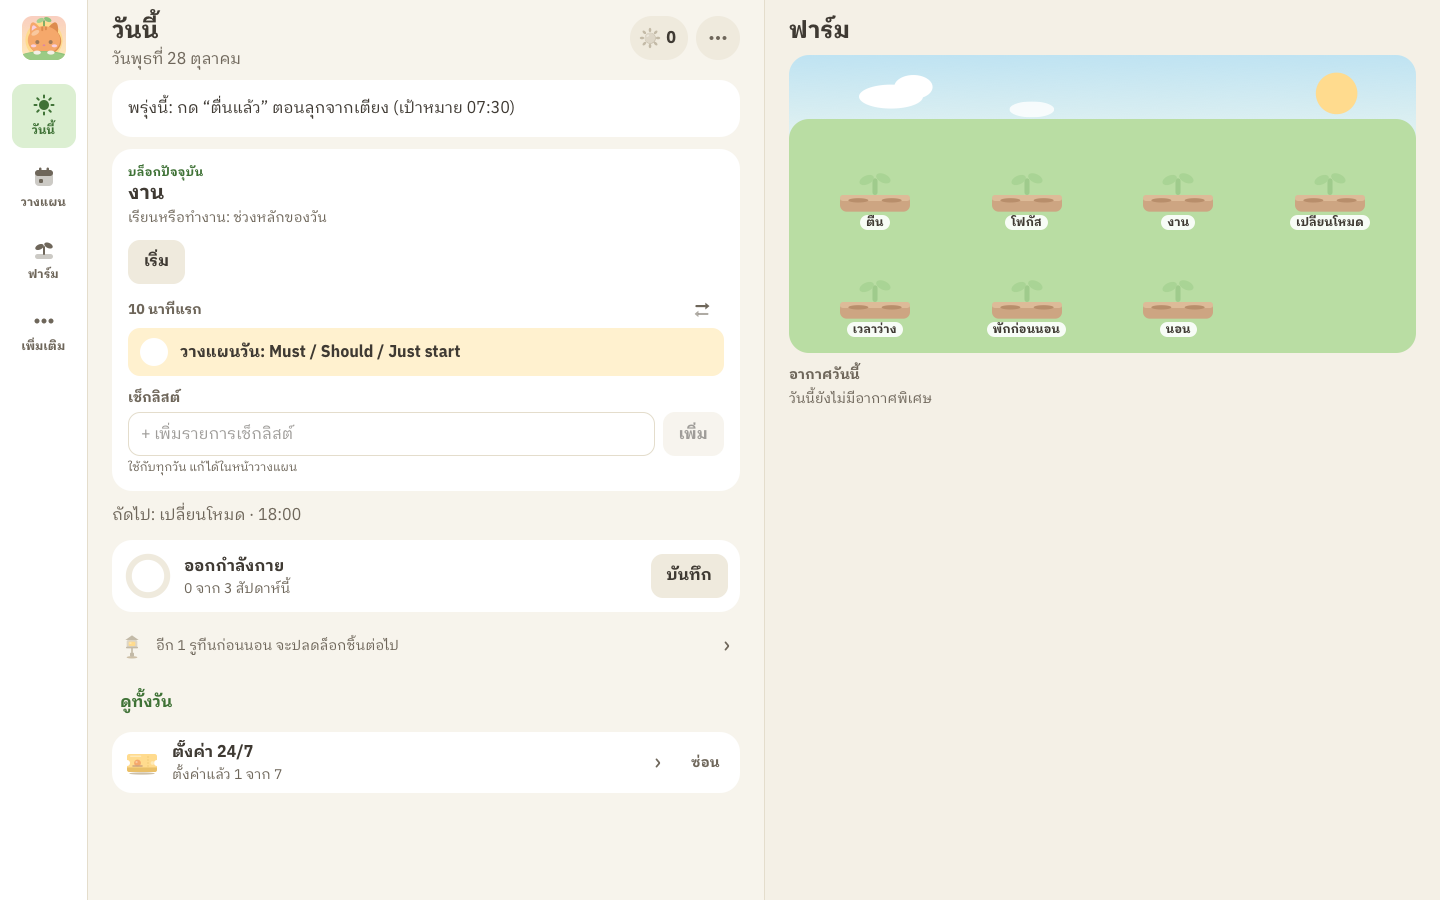 วันนี้
วางแผน
ฟาร์ม
เพิ่มเติม
วันนี้
วันพุธที่ 28 ตุลาคม
0
พรุ่งนี้: กด “ตื่นแล้ว” ตอนลุกจากเตียง (เป้าหมาย 07:30)
บล็อกปัจจุบัน
งาน
เรียนหรือทำงาน: ช่วงหลักของวัน
เริ่ม
10 นาทีแรก
วางแผนวัน: Must / Should / Just start
เช็กลิสต์
+ เพิ่มรายการเช็กลิสต์
เพิ่ม
ใช้กับทุกวัน แก้ได้ในหน้าวางแผน
ถัดไป: เปลี่ยนโหมด · 18:00
ออกกำลังกาย
0 จาก 3 สัปดาห์นี้
บันทึก
อีก 1 รูทีนก่อนนอน จะปลดล็อกชิ้นต่อไป
ดูทั้งวัน
ตั้งค่า 24/7
ตั้งค่าแล้ว 1 จาก 7
ซ่อน
ฟาร์ม
ตื่น
โฟกัส
งาน
เปลี่ยนโหมด
เวลาว่าง
พักก่อนนอน
นอน
อากาศวันนี้
วันนี้ยังไม่มีอากาศพิเศษ